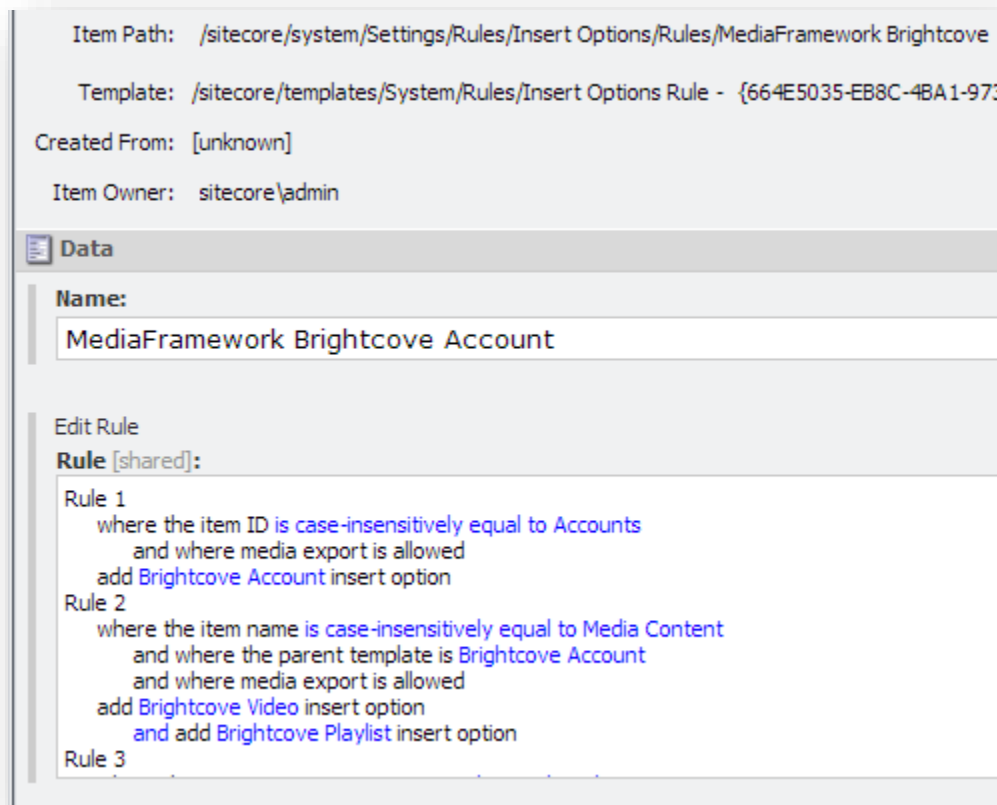 Item Path: /sitecore/system/Settings/Rules/Insert Options/Rules/MediaFramework Brightcove
Template: /sitecore/templates/System/Rules/Insert Options Rule - {664E5035-EB8C-4BA1-973
Created From: [unknown]
Item Owner: sitecore\admin
Data
Name:
MediaFramework Brightcove Account
Edit Rule
Rule [shared]:
Rule 1
where the item ID is case-insensitively equal to Accounts
and where media export is allowed
add Brightcove Account insert option
Rule 2
where the item name is case-insensitively equal to Media Content
and where the parent template is Brightcove Account
and where media export is allowed
add Brightcove Video insert option
and add Brightcove Playlist insert option
Rule 3